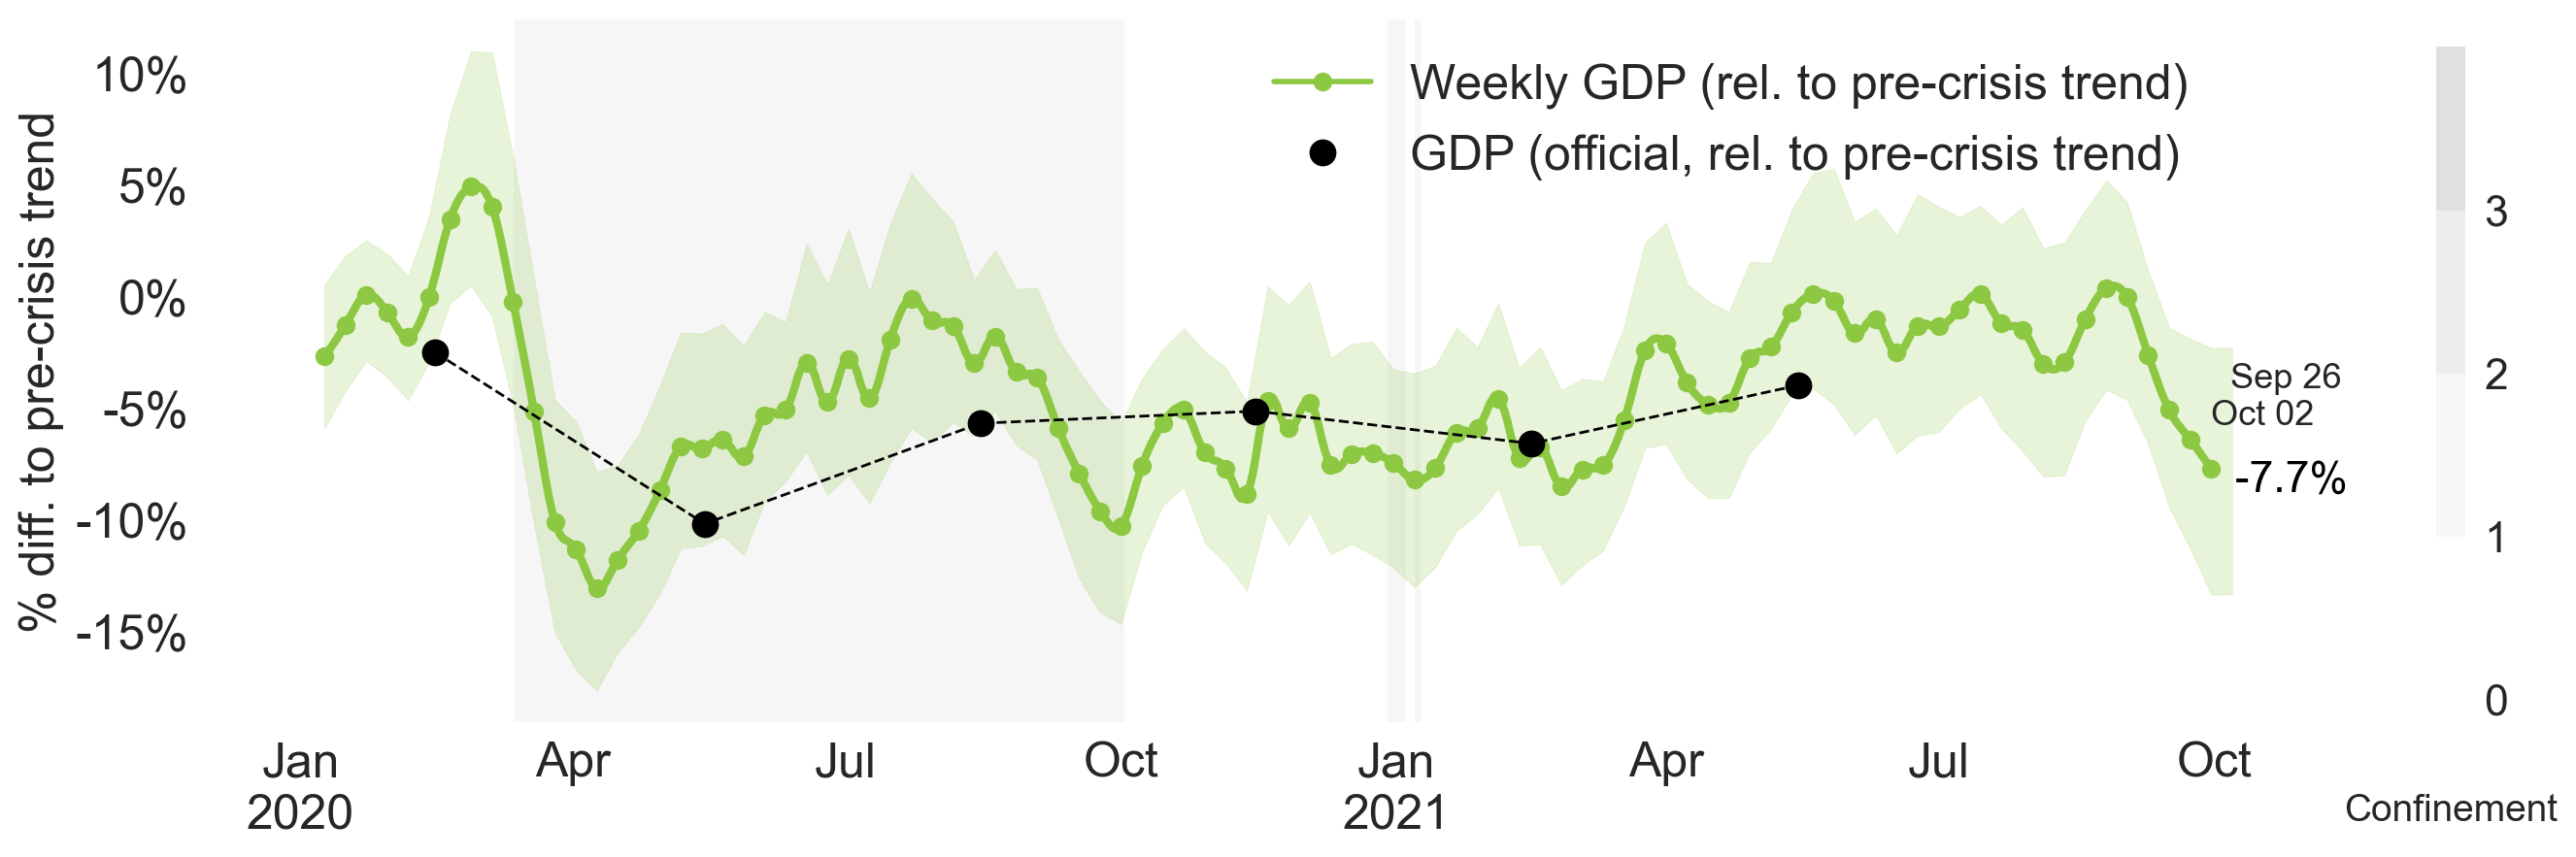 % diff. to pre-crisis trend
10%
5%
0%
-5%
-10%
-15%
Weekly GDP (rel. to pre-crisis trend)
GDP (official, rel. to pre-crisis trend)
Sep 26
Oct 02
-7.7%
3
2
1
0
Jan Apr Jul Oct Jan Apr Jul Oct
2020 2021
Confinement